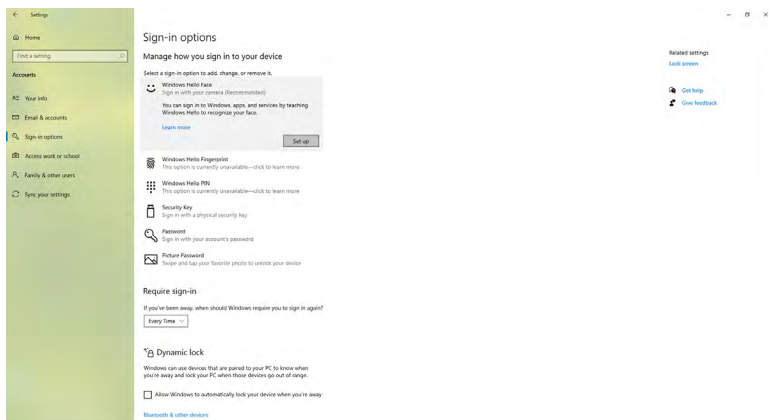 Settings
Home
Find a setting
Accounts
Your info
Email & accounts
Sign-in options
Access work or school
Family & other users
Sync your settings
Sign-in options
Manage how you sign in to your device
Select a sign-in option to add, change, or remove it.
Windows Hello Face
Sign in with your camera (Recommended)
You can sign in to Windows, apps, and services by teaching
Windows Hello to recognize your face.
Learn more
Set up
Windows Hello Fingerprint
This option is currently unavailable—click to learn more
Windows Hello PIN
This option is currently unavailable—click to learn more
Security Key
Sign in with a physical security key
Password
Sign in with your account's password
Picture Password
Swipe and tap your favorite photo to unlock your device
Require sign-in
If you've been away, when should Windows require you to sign in again?
Every Time
Dynamic lock
Windows can use devices that are paired to your PC to know when
you're away and lock your PC when those devices go out of range.
Allow Windows to automatically lock your device when you're away
Bluetooth & other devices
Related settings
Lock screen
Get help
Give feedback